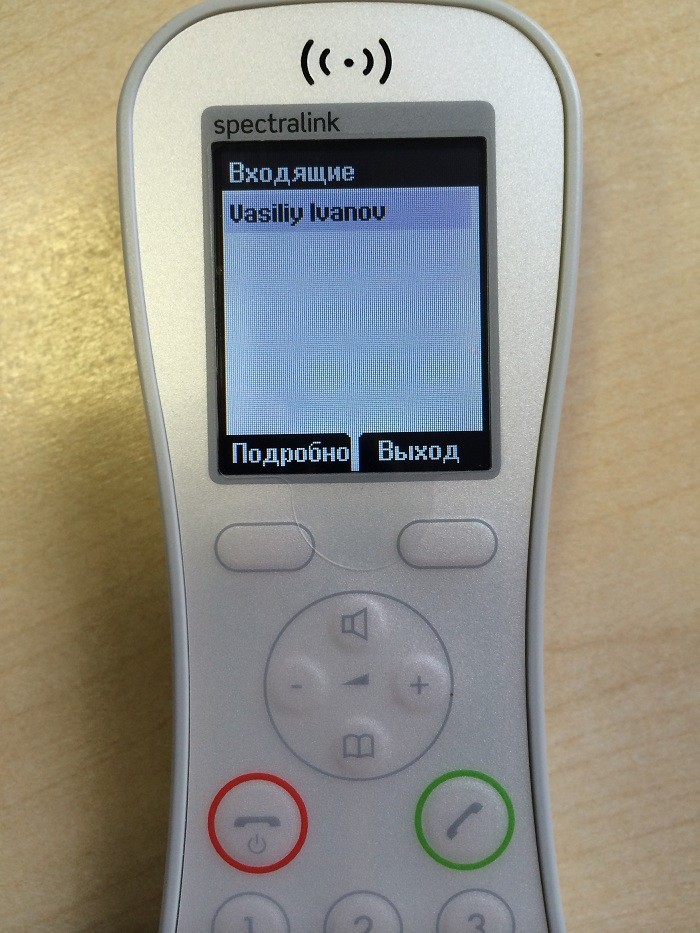 spectralink
Входящие
Vasiliy Ivanov
Подробно Выход
- +
1 2 3